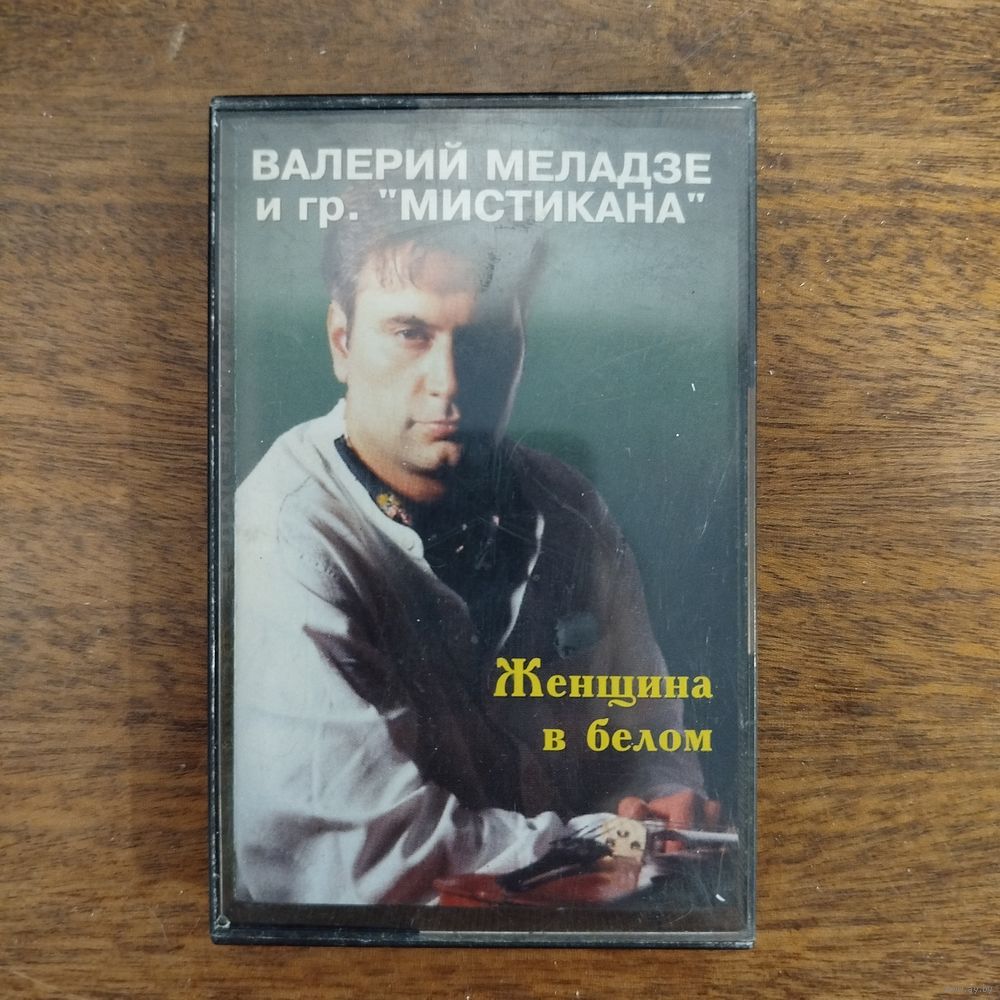 ВАЛЕРИЙ МЕЛАДЗЕ
и гр. "МИСТИКАНА"
Женщина
в белом